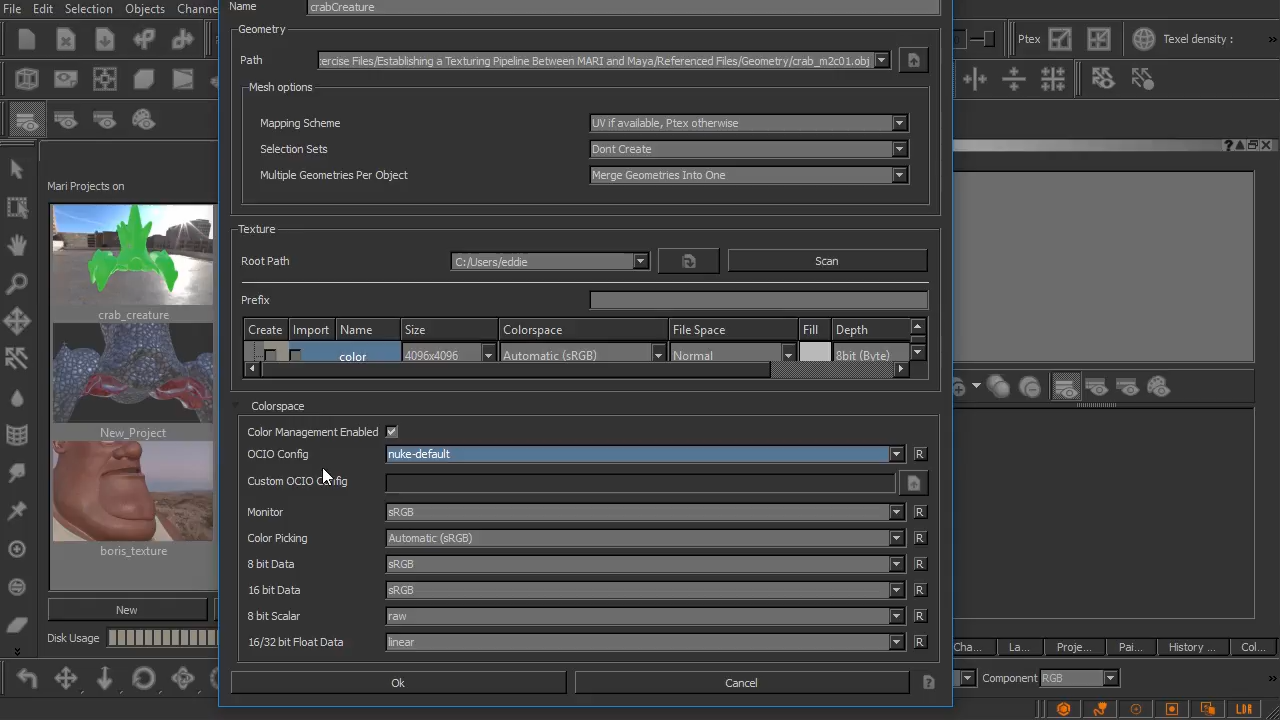 File Edit Selection Objects Channe
Name crabCreature
Geometry
Path ercise Files/Establishing a Texturing Pipeline Between MARI and Maya/Referenced Files/Geometry/crab_m2c01.obj
Ptex Texel density :
Mesh options
Mapping Scheme UV if available, Ptex otherwise
Selection Sets Dont Create
Multiple Geometries Per Object Merge Geometries Into One
Mari Projects on
Texture
Root Path C:/Users/eddie Scan
Prefix
crab_creature
Create Import Name Size Colorspace File Space Fill Depth
color 4096x4096 Automatic (sRGB) Normal 8bit (Byte)
Colorspace
New_Project
Color Management Enabled
OCIO Config nuke-default R
Custom OCIO Config
Monitor sRGB R
Color Picking Automatic (sRGB) R
boris_texture
8 bit Data sRGB R
16 bit Data sRGB R
New
8 bit Scalar raw R
Disk Usage
16/32 bit Float Data linear R
Cha... La... Proje... Pai... History ... Col...
Ok Cancel
Component RGB
LDR